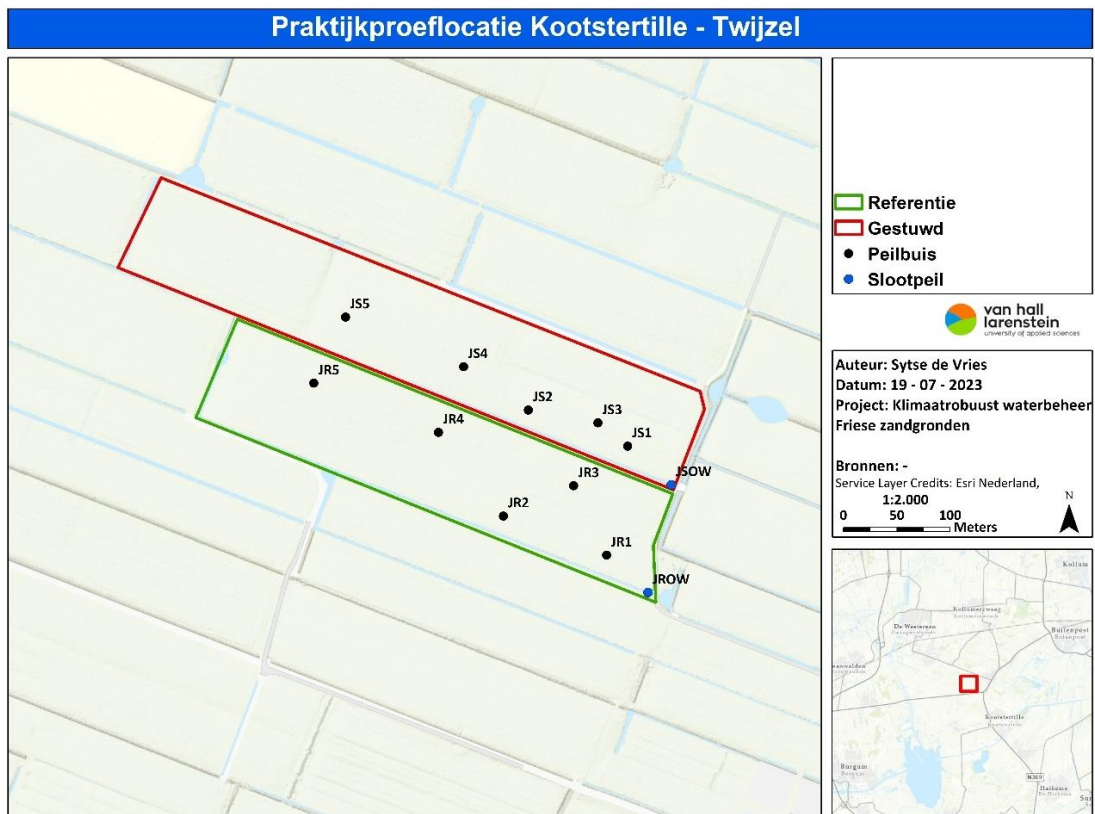 Praktijkproeflocatie Kootstertille - Twijzel
JS5
JS4
JR5
JS2
JS3
JR4
JS1
JSOW
JR3
JR2
JR1
JROW
Referentie
Gestuwd
Peilbuis
Slootpeil
van hall
larenstein
university of applied sciences
Auteur: Sytse de Vries
Datum: 19 - 07 - 2023
Project: Klimaatrobuust waterbeheer
Friese zandgronden
Bronnen: -
Service Layer Credits: Esri Nederland,
1:2.000
N
0 50 100
Meters
Kollum
Kollumerzwaag
De Westereen
Buitenpost
Kootstertille
Burgum
N369
Harkema